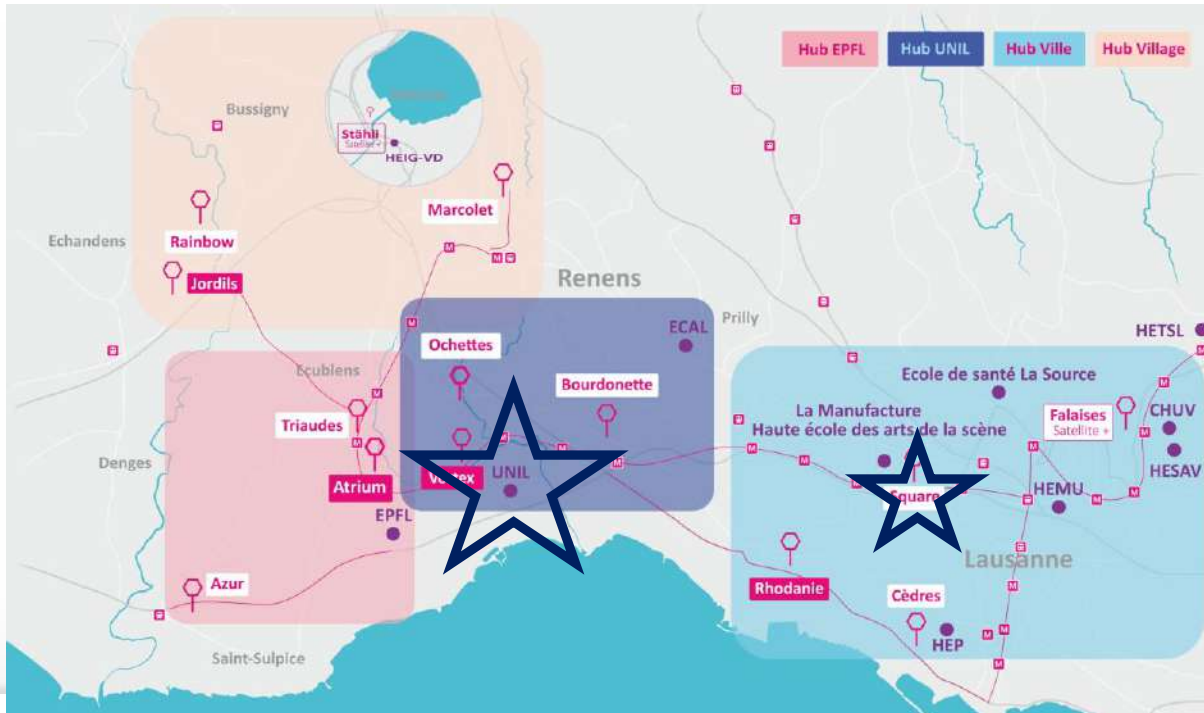 Hub EPFL
Hub UNIL
Hub Ville
Hub Village
Bussigny
Stähli
Satellite +
HEIG-VD
Marcolet
Echandens
Rainbow
Jordils
Renens
ECAL
Prilly
HETSL
Ochettes
Ecublens
Bourdonette
Ecole de santé La Source
Triaudes
La Manufacture
Haute école des arts de la scène
Falaises
Satellite +
CHUV
HESAV
Denges
Atrium
Vortex
UNIL
Square
HEMU
EPFL
Lausanne
Azur
Rhodanie
Cèdres
HEP
Saint-Sulpice